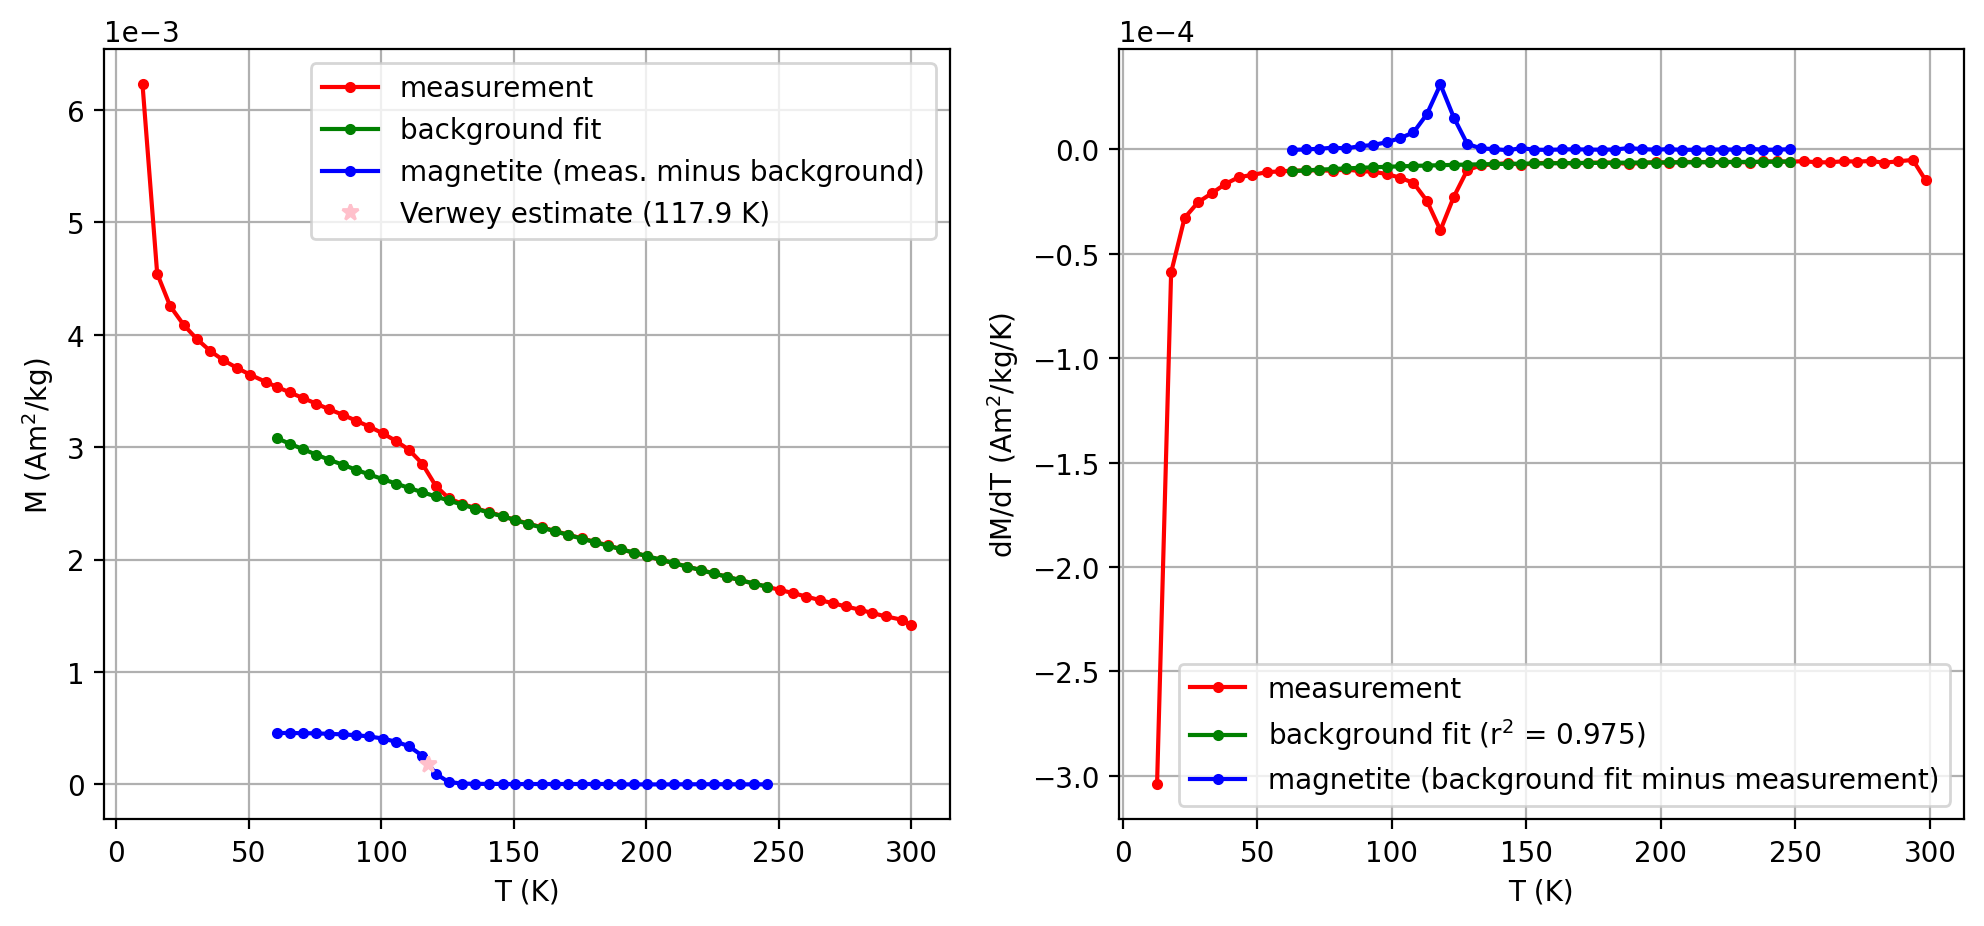 1e−3
M (Am²/kg)
6
5
4
3
2
1
0
measurement
background fit
magnetite (meas. minus background)
Verwey estimate (117.9 K)
0 50 100 150 200 250 300
T (K)
1e−4
dM/dT (Am²/kg/K)
0.0
−0.5
−1.0
−1.5
−2.0
−2.5
−3.0
measurement
background fit (r² = 0.975)
magnetite (background fit minus measurement)
0 50 100 150 200 250 300
T (K)